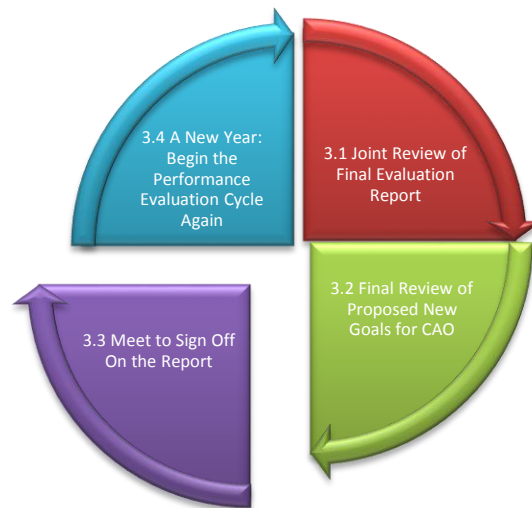 3.4 A New Year:
Begin the
Performance
Evaluation Cycle
Again
3.1 Joint Review of
Final Evaluation
Report
3.2 Final Review of
Proposed New
Goals for CAO
3.3 Meet to Sign Off
On the Report